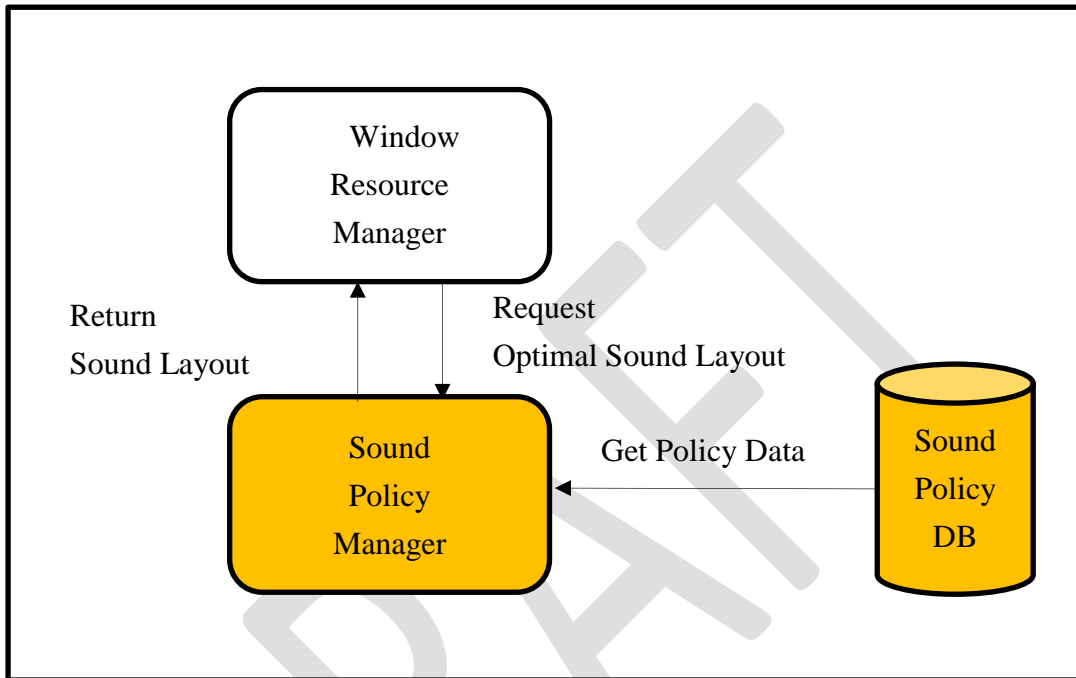 Window
Resource
Manager
Return
Sound Layout
Request
Optimal Sound Layout
Sound
Policy
Manager
Get Policy Data
Sound
Policy
DB
DRAFT